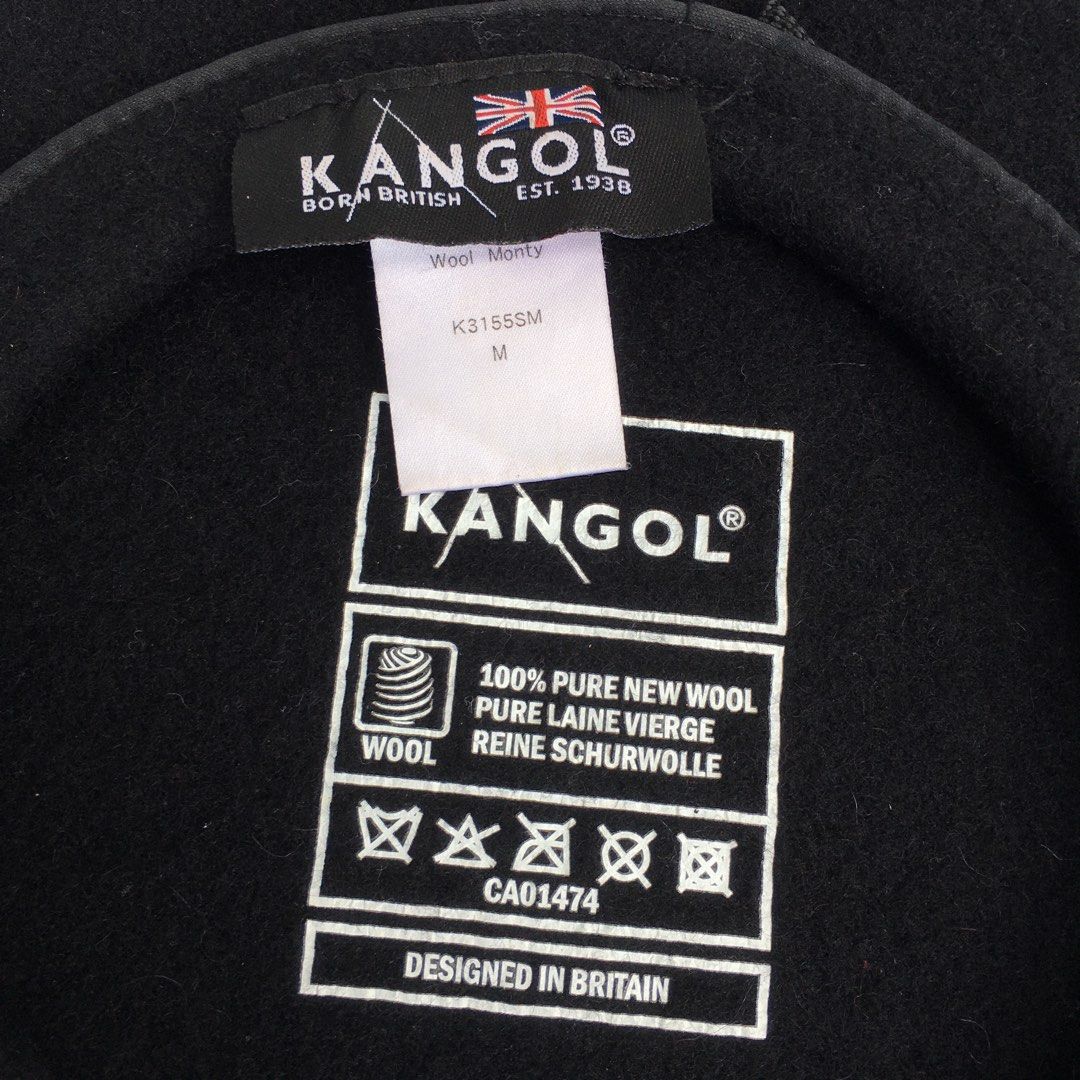 KANGOL®
BORN BRITISH EST. 1938
Wool Monty
K3155SM
M
KANGOL®
100% PURE NEW WOOL
PURE LAINE VIERGE
REINE SCHURWOLLE
WOOL
CA01474
DESIGNED IN BRITAIN